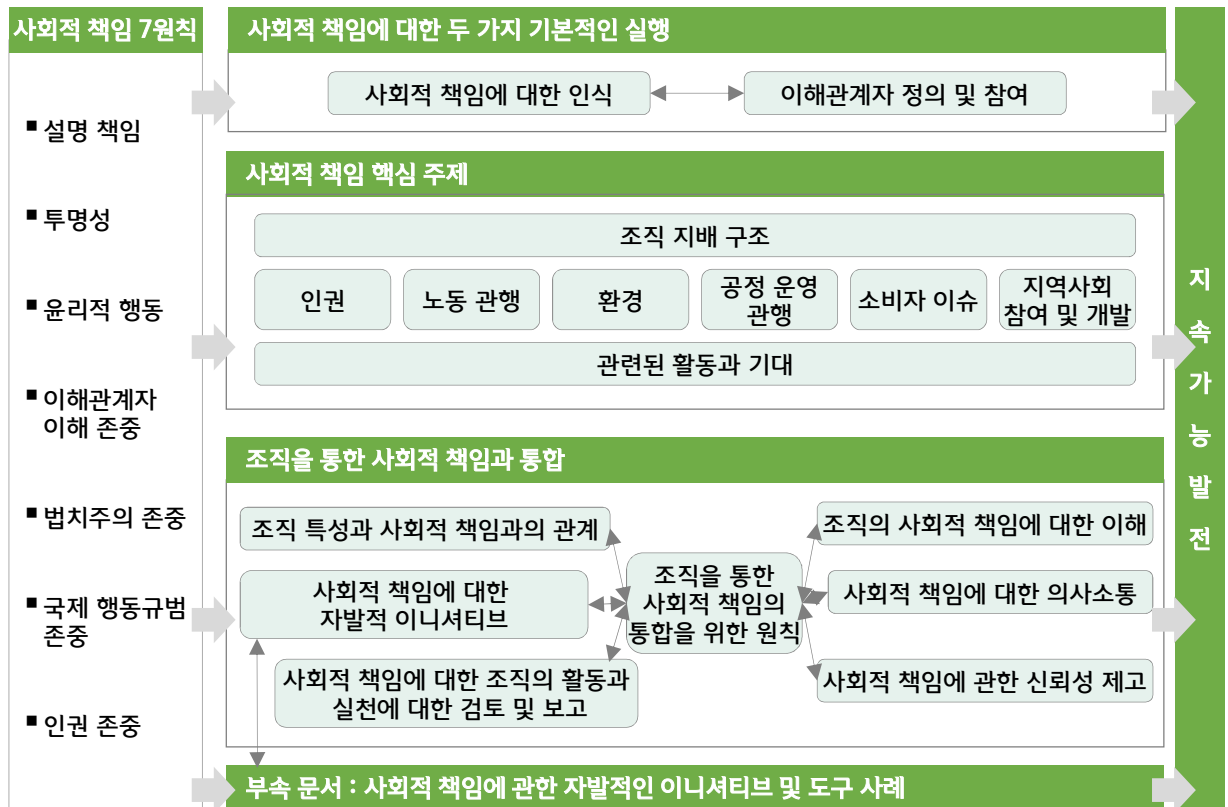 사회적 책임 7원칙
■ 설명 책임
■ 투명성
■ 윤리적 행동
■ 이해관계자
이해 존중
■ 법치주의 존중
■ 국제 행동규범
존중
■ 인권 존중
사회적 책임에 대한 두 가지 기본적인 실행
사회적 책임에 대한 인식
이해관계자 정의 및 참여
사회적 책임 핵심 주제
조직 지배 구조
인권
노동 관행
환경
공정 운영
관행
소비자 이슈
지역사회
참여 및 개발
관련된 활동과 기대
조직을 통한 사회적 책임과 통합
조직 특성과 사회적 책임과의 관계
사회적 책임에 대한
자발적 이니셔티브
사회적 책임에 대한 조직의 활동과
실천에 대한 검토 및 보고
조직을 통한
사회적 책임의
통합을 위한 원칙
조직의 사회적 책임에 대한 이해
사회적 책임에 대한 의사소통
사회적 책임에 관한 신뢰성 제고
부속 문서 : 사회적 책임에 관한 자발적인 이니셔티브 및 도구 사례
지
속
가
능
발
전